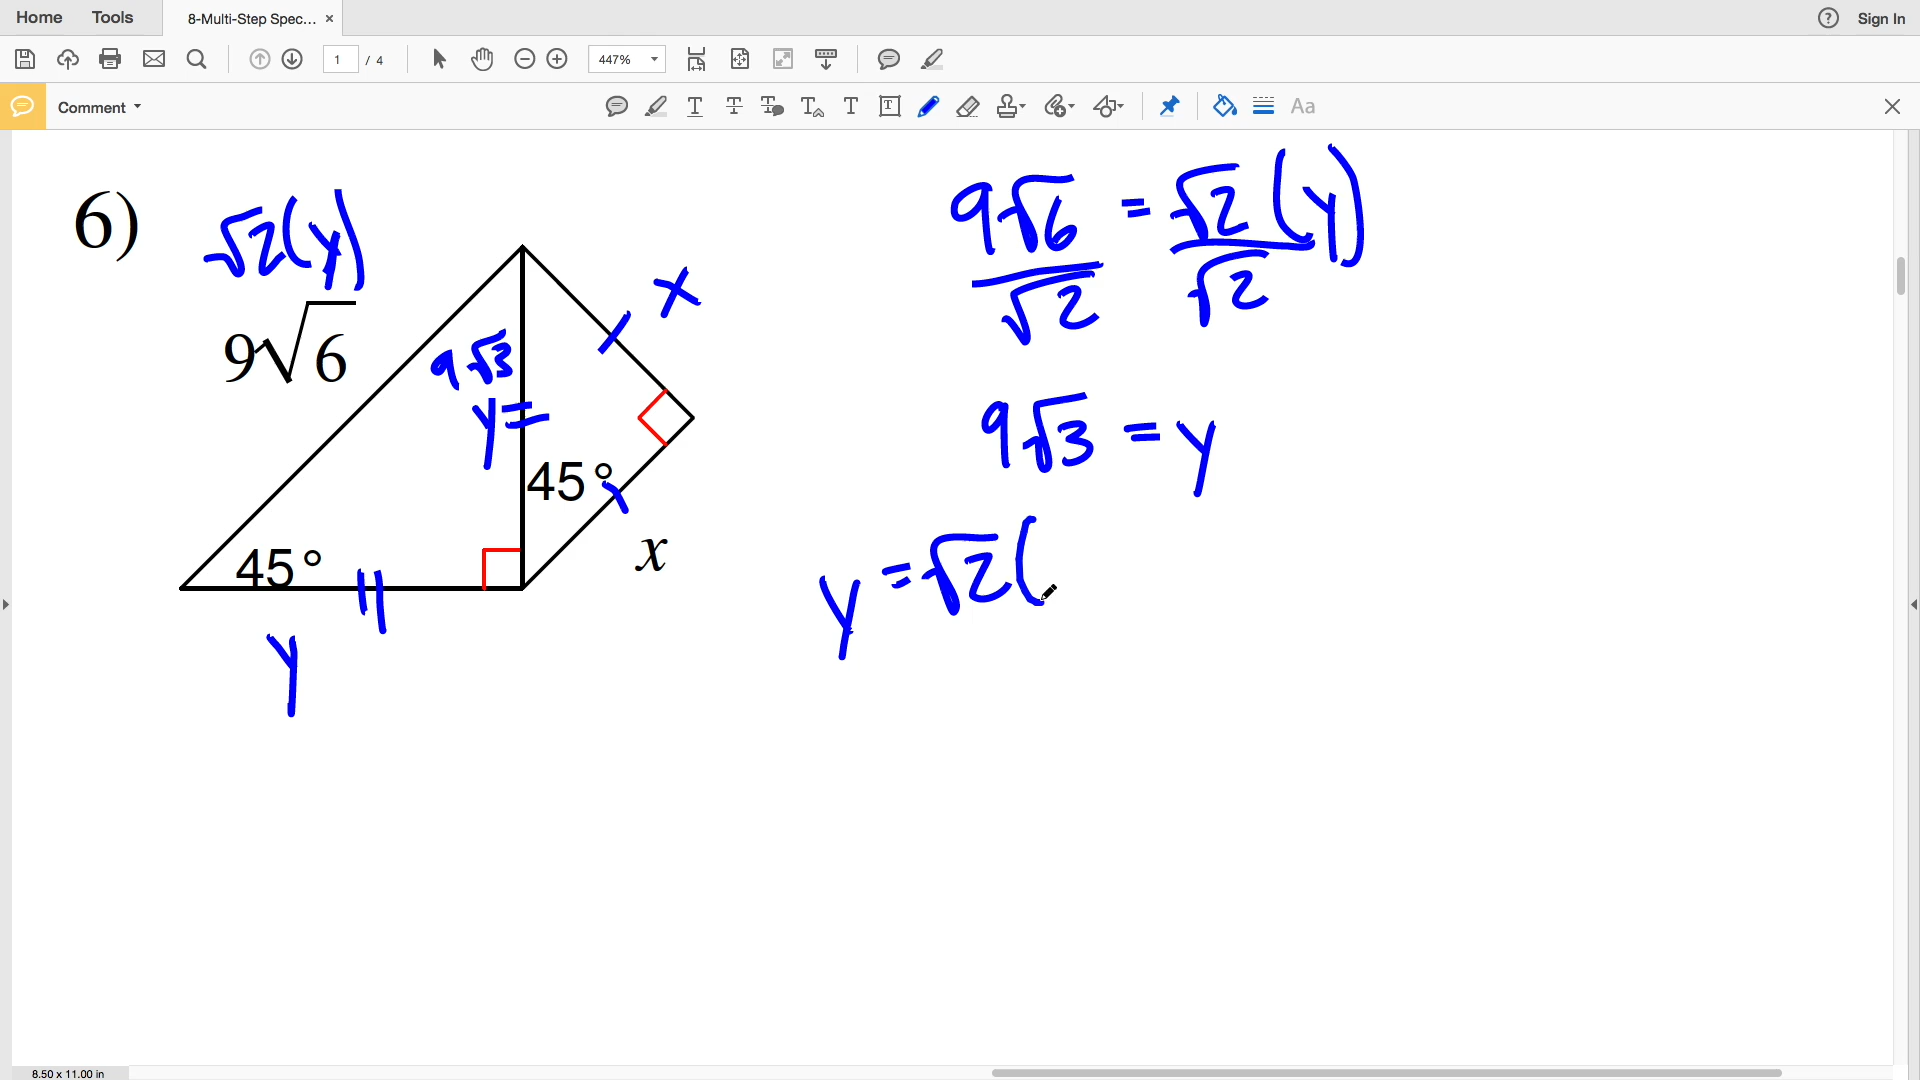 Home Tools 8-Multi-Step Spec... × ? Sign In
1 / 4 447%
Comment T T T T T T Aa
6)
√2(y)
9√6
9√3
y=
x
45°
45°
x
y
9√6 = √2(y)
√2 √2
9√3 = y
y = √2(
8.50 x 11.00 in